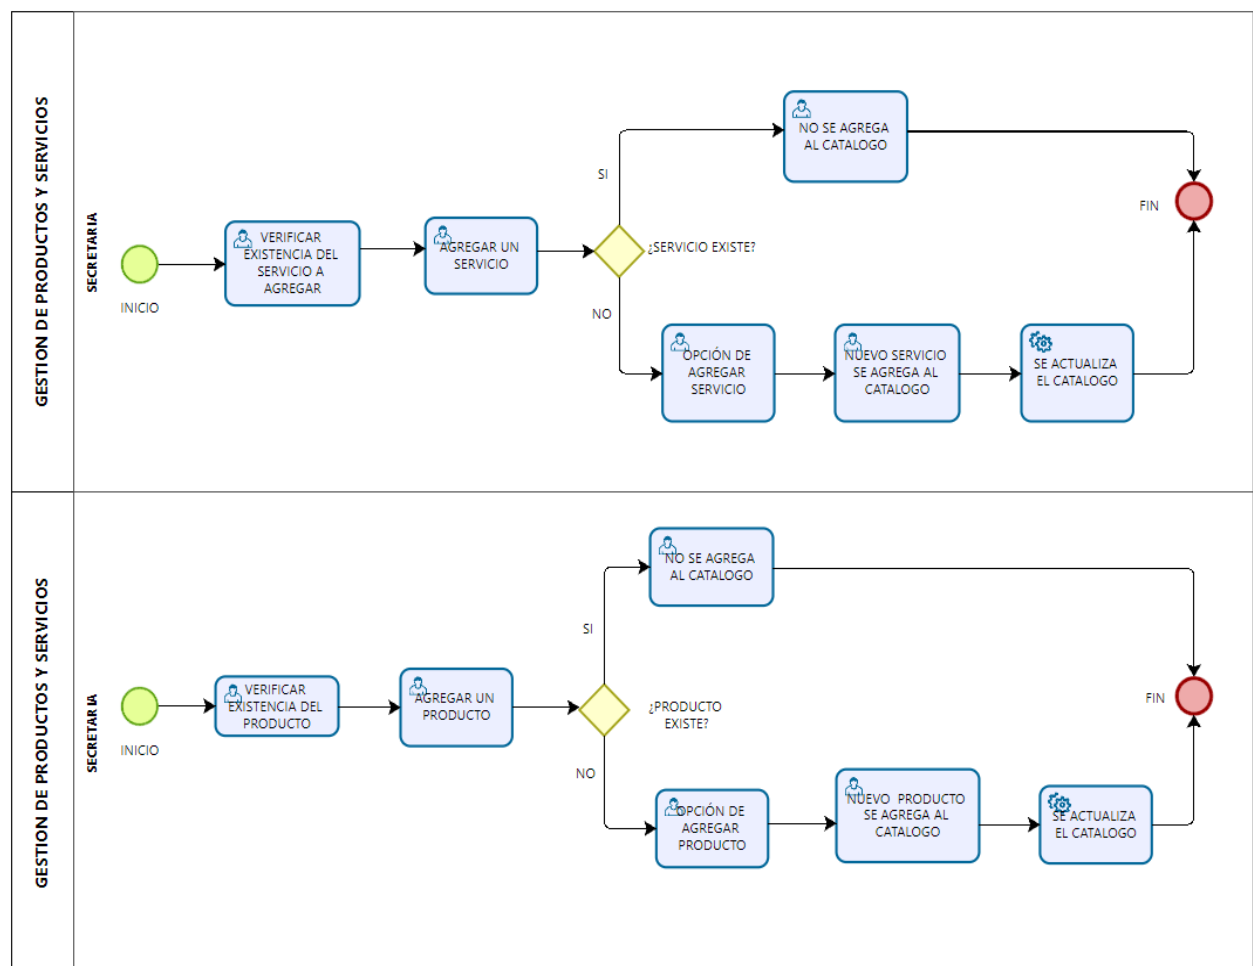 GESTION DE PRODUCTOS Y SERVICIOS
SECRETARIA
INICIO
VERIFICAR
EXISTENCIA DEL
SERVICIO A
AGREGAR
AGREGAR UN
SERVICIO
¿SERVICIO EXISTE?
SI
NO SE AGREGA
AL CATALOGO
NO
OPCIÓN DE
AGREGAR
SERVICIO
NUEVO SERVICIO
SE AGREGA AL
CATALOGO
SE ACTUALIZA
EL CATALOGO
FIN
GESTION DE PRODUCTOS Y SERVICIOS
SECRETARIA
INICIO
VERIFICAR
EXISTENCIA DEL
PRODUCTO
AGREGAR UN
PRODUCTO
¿PRODUCTO
EXISTE?
SI
NO SE AGREGA
AL CATALOGO
NO
OPCIÓN DE
AGREGAR
PRODUCTO
NUEVO  PRODUCTO
SE AGREGA AL
CATALOGO
SE ACTUALIZA
EL CATALOGO
FIN